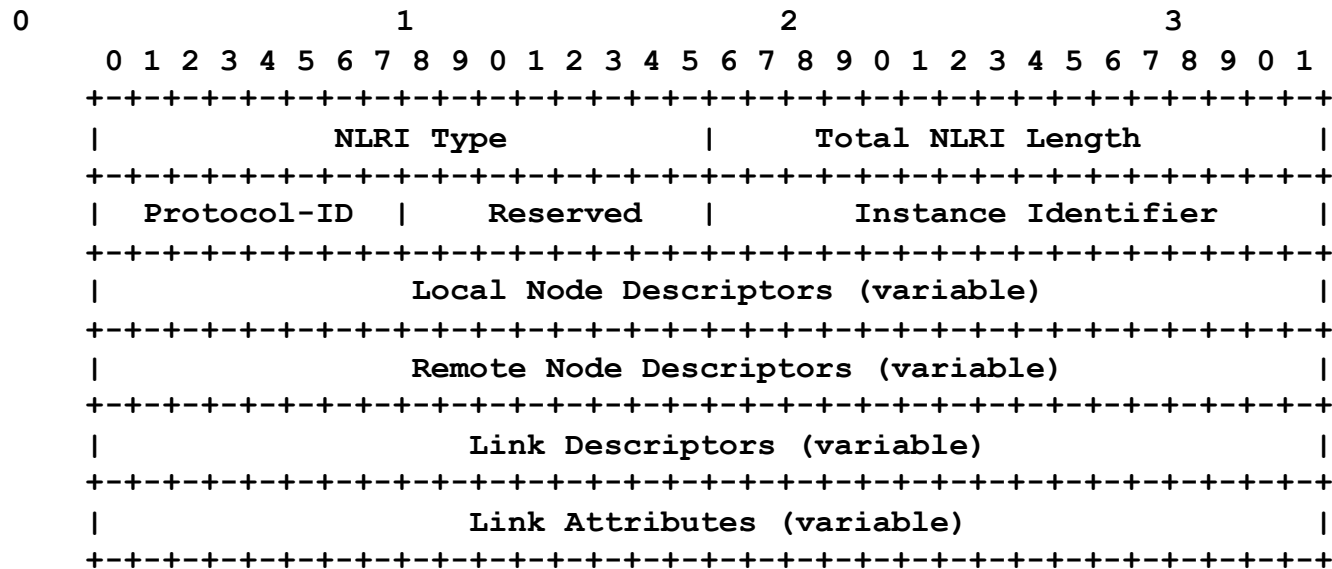 0                   1                   2                   3
0 1 2 3 4 5 6 7 8 9 0 1 2 3 4 5 6 7 8 9 0 1 2 3 4 5 6 7 8 9 0 1
+-+-+-+-+-+-+-+-+-+-+-+-+-+-+-+-+-+-+-+-+-+-+-+-+-+-+-+-+-+-+-+-+
|            NLRI Type          |     Total NLRI Length         |
+-+-+-+-+-+-+-+-+-+-+-+-+-+-+-+-+-+-+-+-+-+-+-+-+-+-+-+-+-+-+-+-+
|  Protocol-ID  |    Reserved   |       Instance Identifier     |
+-+-+-+-+-+-+-+-+-+-+-+-+-+-+-+-+-+-+-+-+-+-+-+-+-+-+-+-+-+-+-+-+
|                Local Node Descriptors (variable)              |
+-+-+-+-+-+-+-+-+-+-+-+-+-+-+-+-+-+-+-+-+-+-+-+-+-+-+-+-+-+-+-+-+
|                Remote Node Descriptors (variable)             |
+-+-+-+-+-+-+-+-+-+-+-+-+-+-+-+-+-+-+-+-+-+-+-+-+-+-+-+-+-+-+-+-+
|                   Link Descriptors (variable)                 |
+-+-+-+-+-+-+-+-+-+-+-+-+-+-+-+-+-+-+-+-+-+-+-+-+-+-+-+-+-+-+-+-+
|                   Link Attributes (variable)                  |
+-+-+-+-+-+-+-+-+-+-+-+-+-+-+-+-+-+-+-+-+-+-+-+-+-+-+-+-+-+-+-+-+